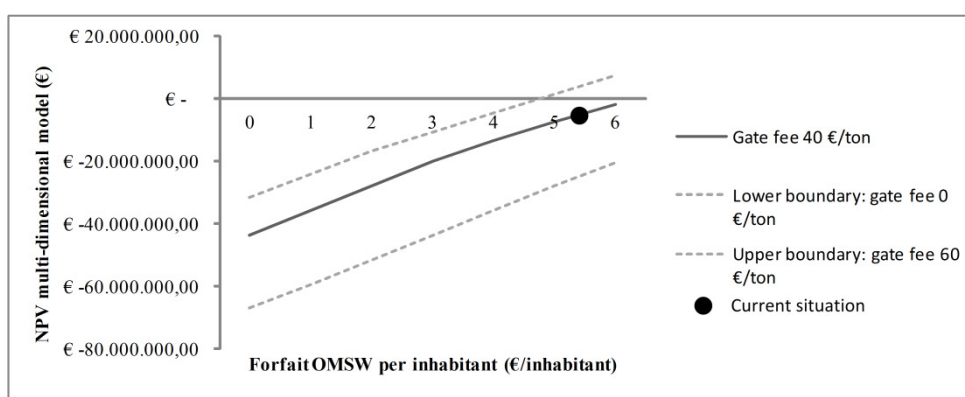 € 20.000.000,00
€ -
€ -20.000.000,00
€ -40.000.000,00
€ -60.000.000,00
€ -80.000.000,00
NPV multi-dimensional model (€)
0 1 2 3 4 5 6
Forfait OMSW per inhabitant (€/inhabitant)
Gate fee 40 €/ton
Lower boundary: gate fee 0
€/ton
Upper boundary: gate fee 60
€/ton
Current situation